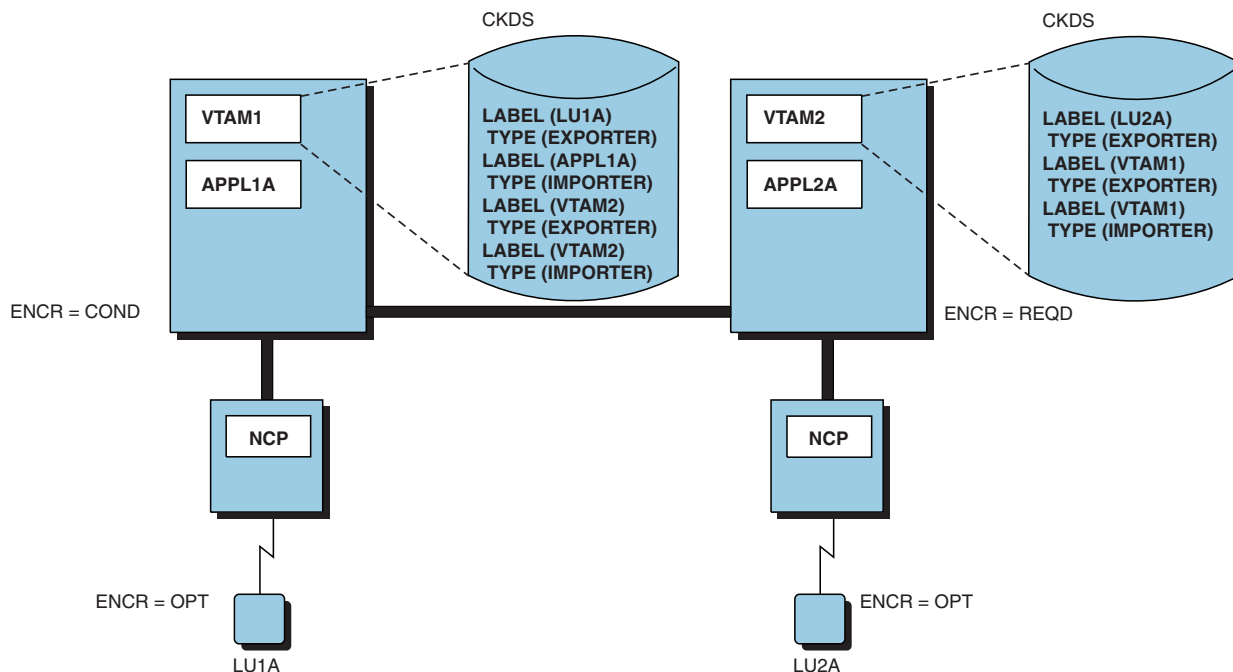 CKDS
VTAM1
APPL1A
LABEL (LU1A)
TYPE (EXPORTER)
LABEL (APPL1A)
TYPE (IMPORTER)
LABEL (VTAM2)
TYPE (EXPORTER)
LABEL (VTAM2)
TYPE (IMPORTER)
CKDS
VTAM2
APPL2A
LABEL (LU2A)
TYPE (EXPORTER)
LABEL (VTAM1)
TYPE (EXPORTER)
LABEL (VTAM1)
TYPE (IMPORTER)
ENCR = COND
ENCR = REQD
NCP
NCP
ENCR = OPT
LU1A
ENCR = OPT
LU2A